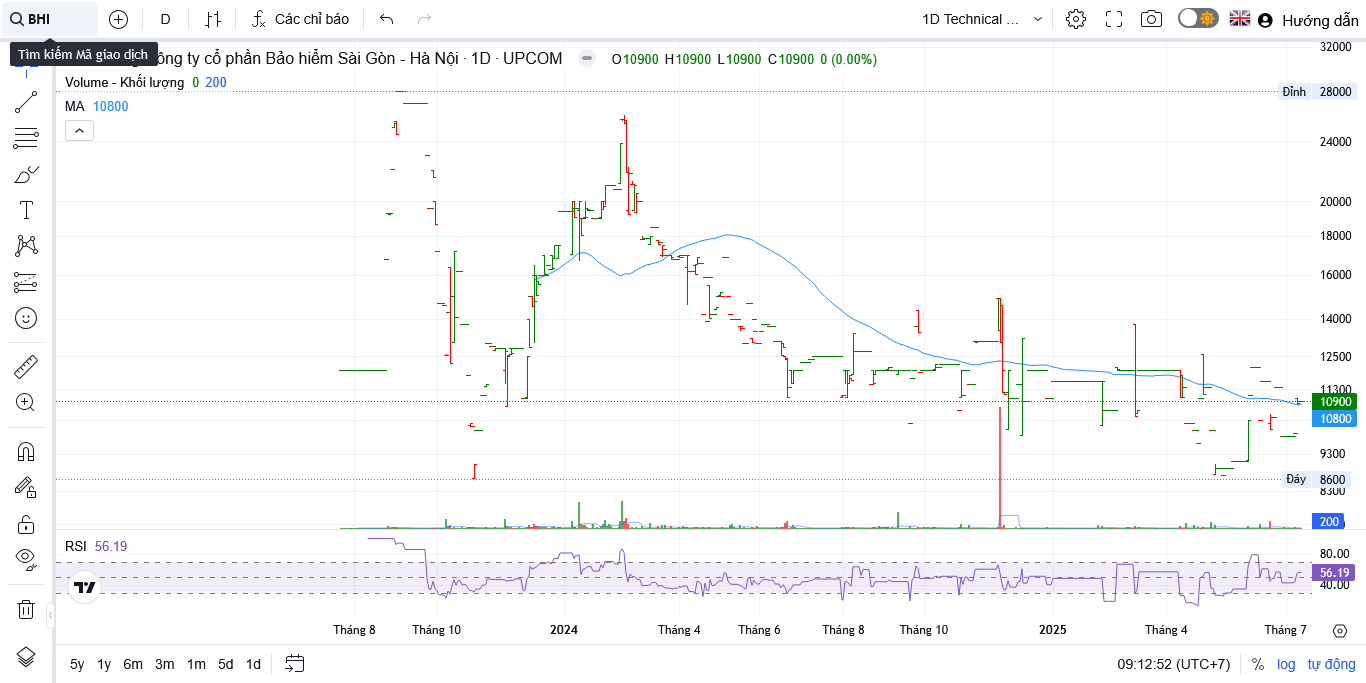 BHI
D
Các chỉ báo
1D Technical ...
Hướng dẫn
Tìm kiếm Mã giao dịch
ông ty cổ phần Bảo hiểm Sài Gòn - Hà Nội · 1D · UPCOM
O10900 H10900 L10900 C10900 0 (0.00%)
Volume - Khối lượng 0 200
MA 10800
32000
Đỉnh 28000
24000
20000
18000
16000
14000
12500
11300
10900
10800
9300
Đáy 8600
8300
200
RSI 56.19
80.00
56.19
40.00
Tháng 8
Tháng 10
2024
Tháng 4
Tháng 6
Tháng 8
Tháng 10
2025
Tháng 4
Tháng 7
5y 1y 6m 3m 1m 5d 1d
09:12:52 (UTC+7)
% log tự động